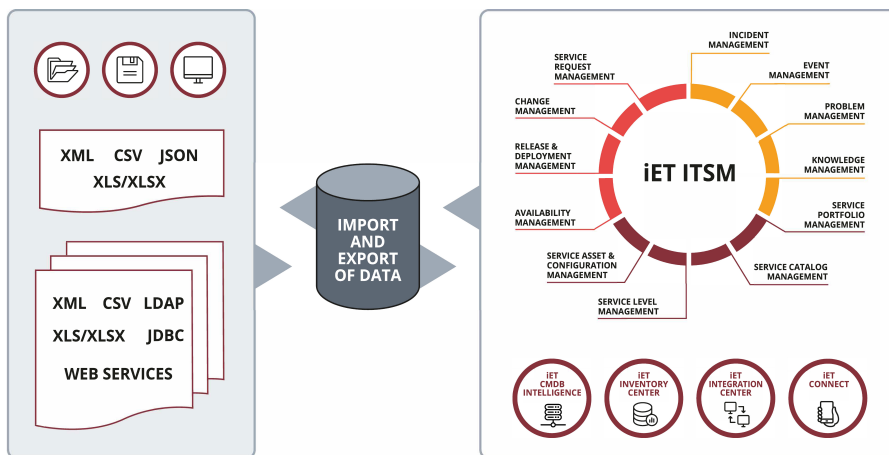 XML CSV JSON
XLS/XLSX
XML CSV LDAP
XLS/XLSX JDBC
WEB SERVICES
IMPORT
AND
EXPORT
OF DATA
iET ITSM
INCIDENT
MANAGEMENT
EVENT
MANAGEMENT
PROBLEM
MANAGEMENT
KNOWLEDGE
MANAGEMENT
SERVICE
PORTFOLIO
MANAGEMENT
SERVICE CATALOG
MANAGEMENT
SERVICE LEVEL
MANAGEMENT
SERVICE ASSET &
CONFIGURATION
MANAGEMENT
AVAILABILITY
MANAGEMENT
RELEASE &
DEPLOYMENT
MANAGEMENT
CHANGE
MANAGEMENT
SERVICE
REQUEST
MANAGEMENT
iET
CMDB
INTELLIGENCE
iET
INVENTORY
CENTER
iET
INTEGRATION
CENTER
iET
CONNECT